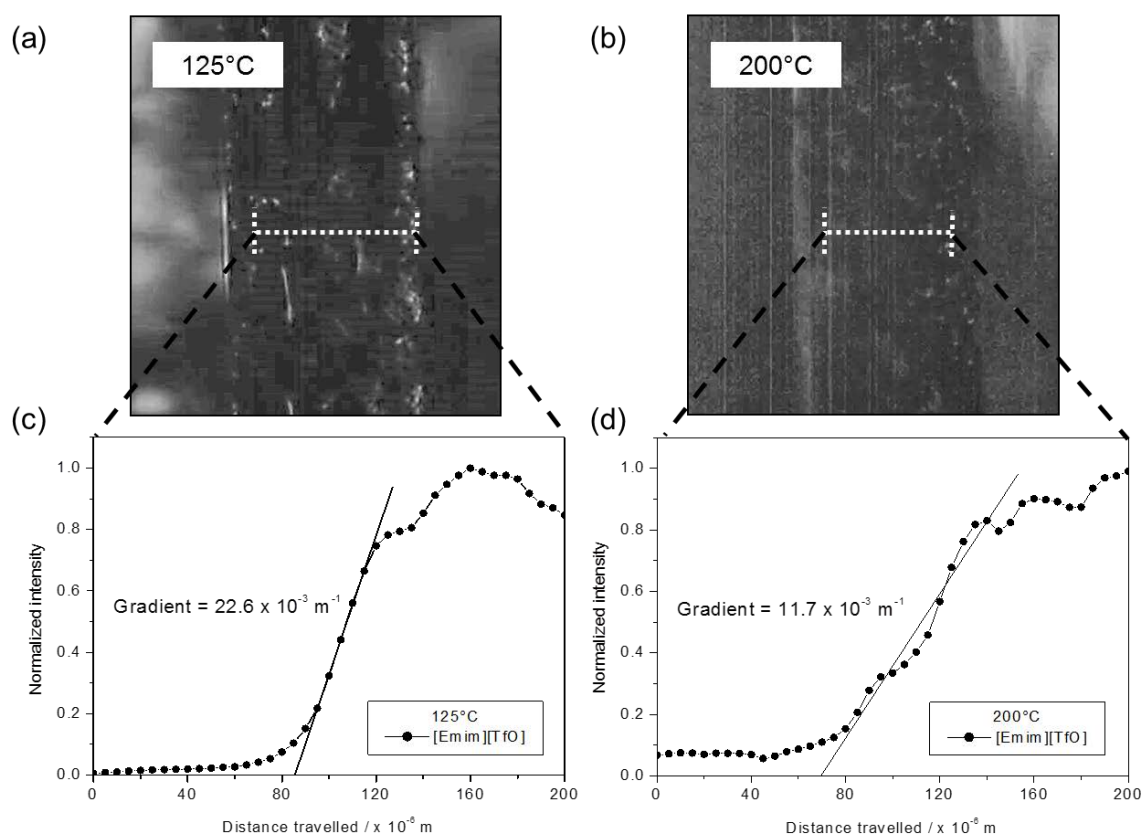 (a)
125°C
(b)
200°C
(c)
1.0
0.8
0.6
0.4
0.2
0.0
Normalized intensity
Gradient = 22.6 x 10⁻³ m⁻¹
125°C
[Emim][TfO]
0
40
80
120
160
200
Distance travelled / x 10⁻⁶ m
(d)
1.0
0.8
0.6
0.4
0.2
0.0
Normalized intensity
Gradient = 11.7 x 10⁻³ m⁻¹
200°C
[Emim][TfO]
0
40
80
120
160
200
Distance travelled / x 10⁻⁶ m